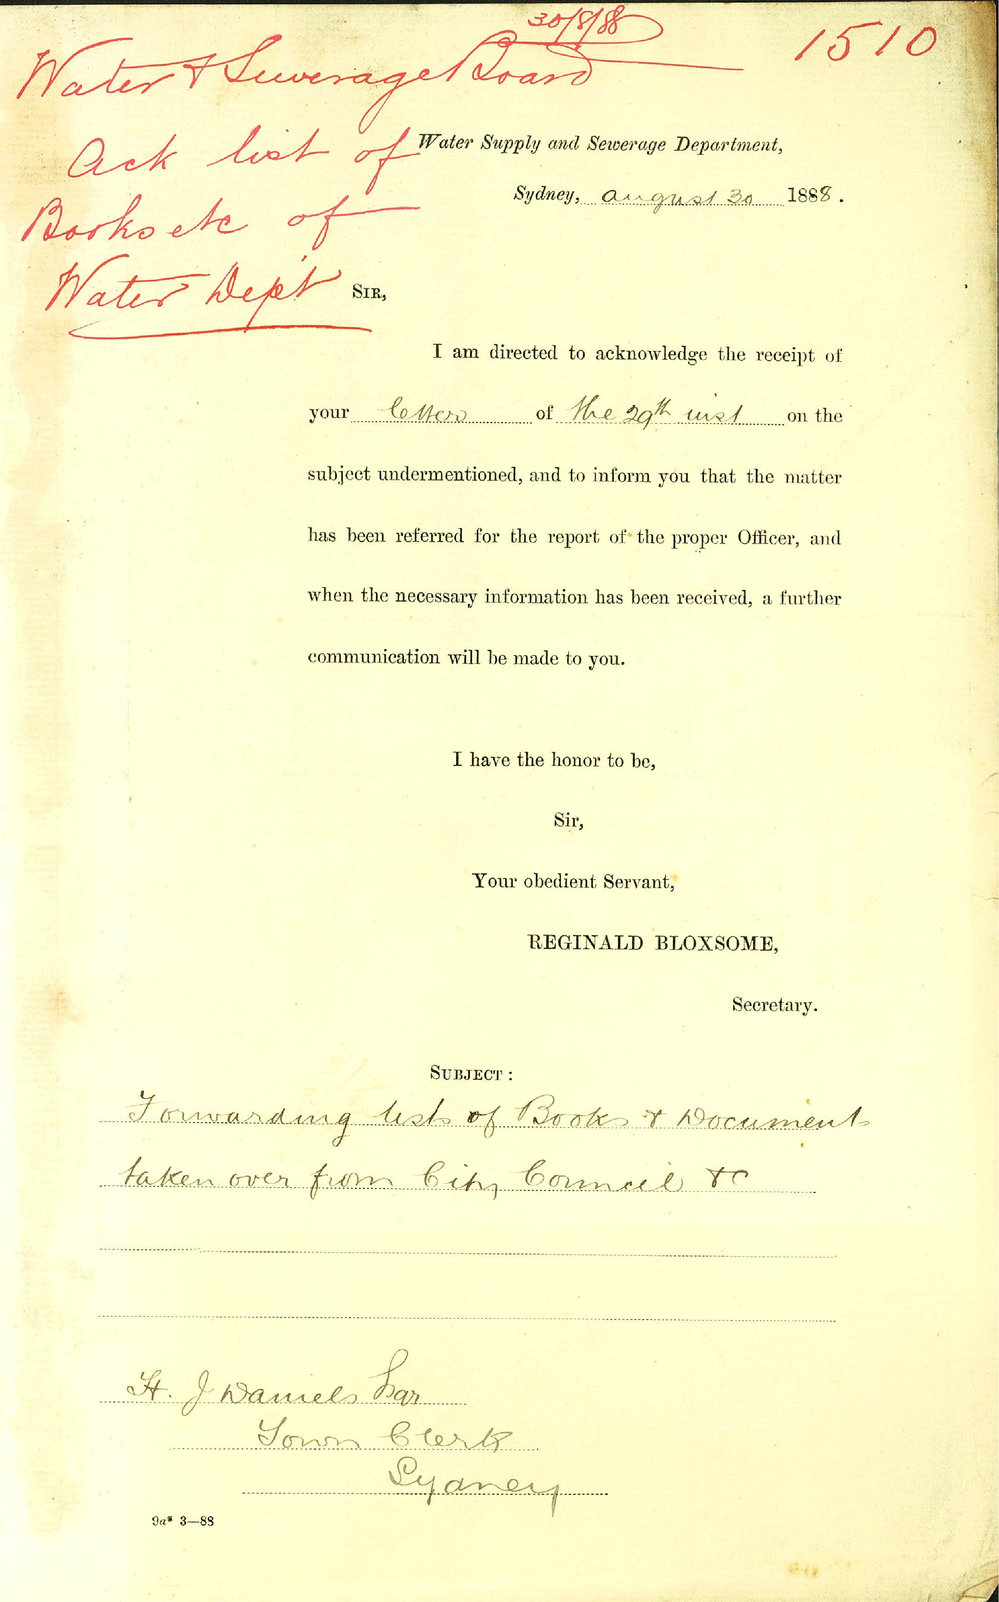 30/8/88
1510
Water & Sewerage Board
Ack list of
Books etc of
Water Dept
Water Supply and Sewerage Department,
Sydney, August 30 1888.
SIR,
I am directed to acknowledge the receipt of
your letter of the 29th inst on the
subject undermentioned, and to inform you that the matter
has been referred for the report of the proper Officer, and
when the necessary information has been received, a further
communication will be made to you.
I have the honor to be,
Sir,
Your obedient Servant,
REGINALD BLOXSOME,
Secretary.
SUBJECT :
Forwarding lists of Books & Documents
taken over from City Council &c
H. J Daniels Esqr
Town Clerk
Sydney
9a* 3—88